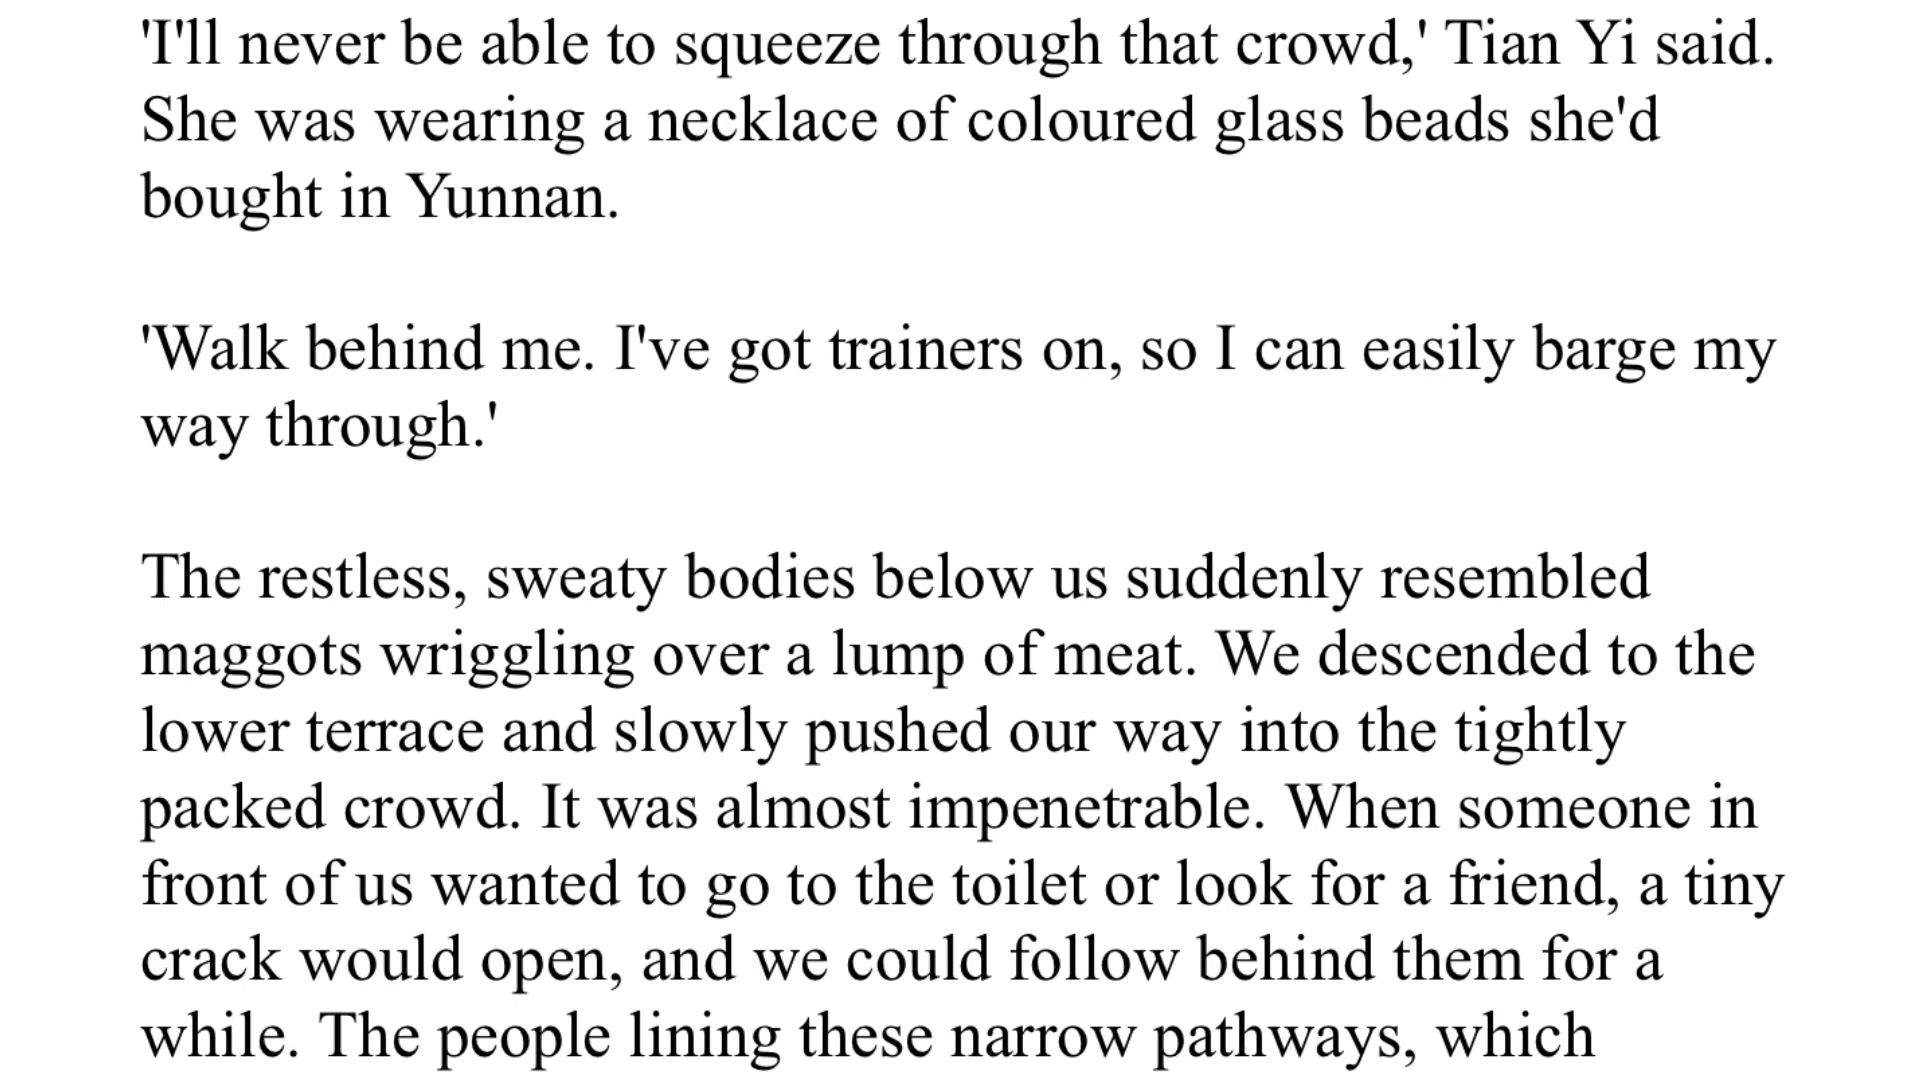 'I'll never be able to squeeze through that crowd,' Tian Yi said.
She was wearing a necklace of coloured glass beads she'd
bought in Yunnan.
'Walk behind me. I've got trainers on, so I can easily barge my
way through.'
The restless, sweaty bodies below us suddenly resembled
maggots wriggling over a lump of meat. We descended to the
lower terrace and slowly pushed our way into the tightly
packed crowd. It was almost impenetrable. When someone in
front of us wanted to go to the toilet or look for a friend, a tiny
crack would open, and we could follow behind them for a
while. The people lining these narrow pathways, which